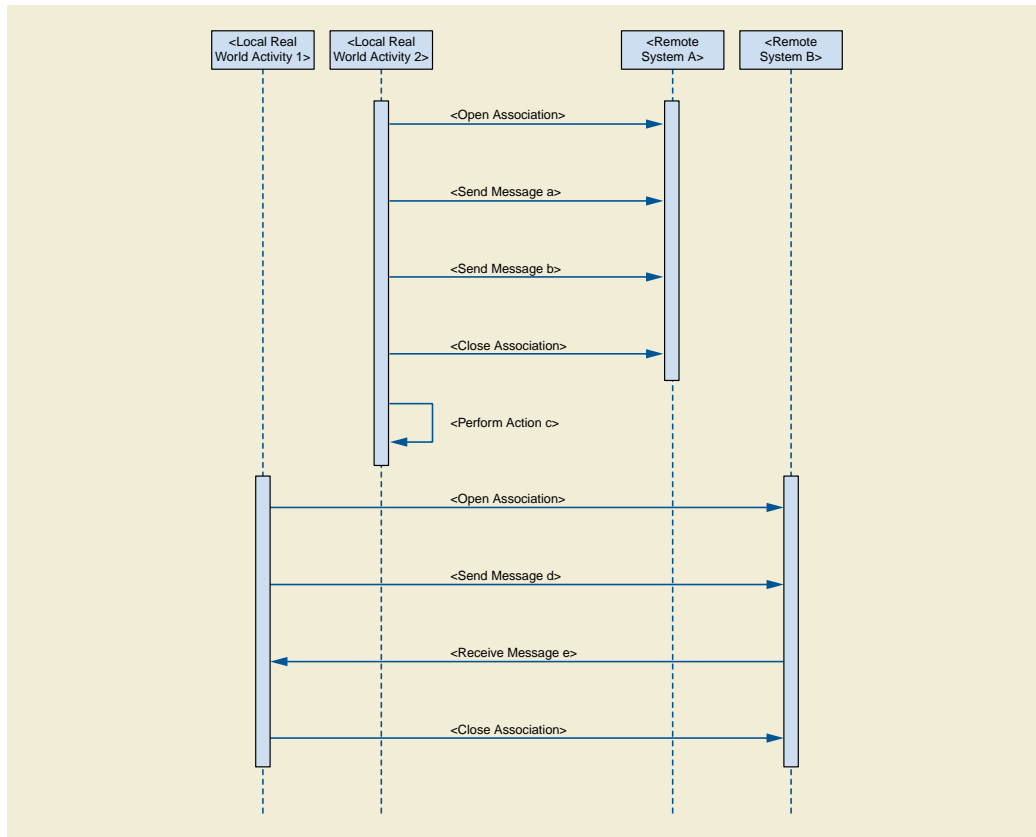 <Local Real
World Activity 1>
<Local Real
World Activity 2>
<Remote
System A>
<Remote
System B>
<Open Association>
<Send Message a>
<Send Message b>
<Close Association>
<Perform Action c>
<Open Association>
<Send Message d>
<Receive Message e>
<Close Association>